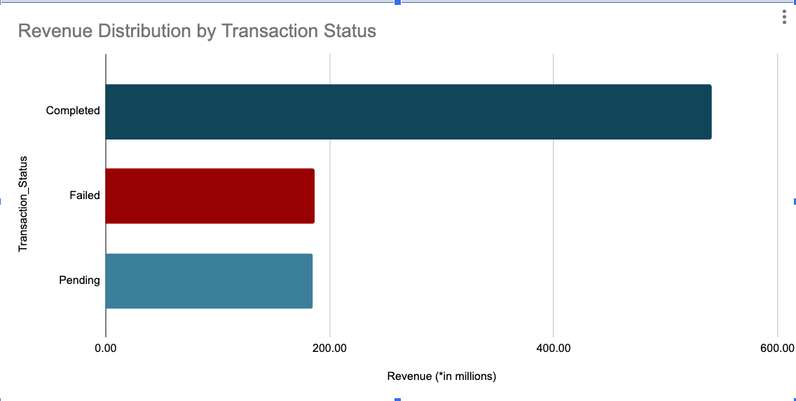 Revenue Distribution by Transaction Status
Transaction_Status
Completed
Failed
Pending
0.00 200.00 400.00 600.00
Revenue (*in millions)